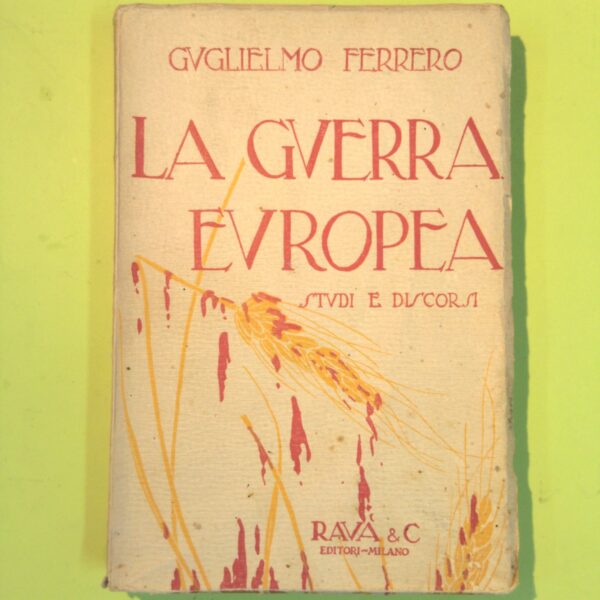 GVGLIELMO FERRERO
LA GVERRA
EVROPEA
STVDI E DISCORSI
RAVÀ & C
EDITORI-MILANO